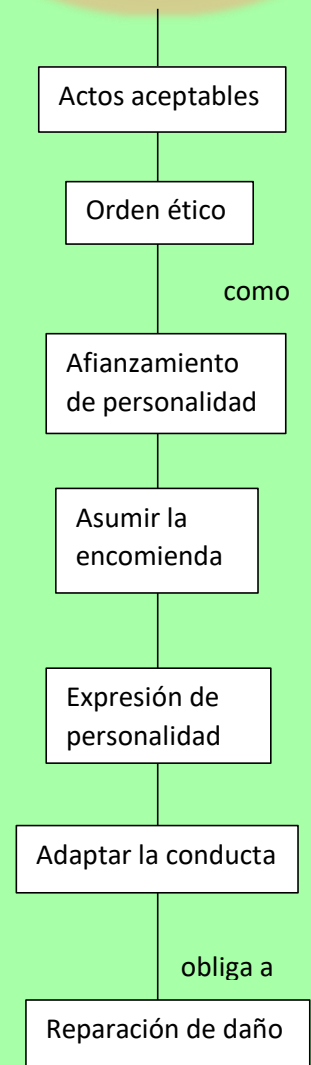 Actos aceptables
Orden ético
como
Afianzamiento
de personalidad
Asumir la
encomienda
Expresión de
personalidad
Adaptar la conducta
obliga a
Reparación de daño